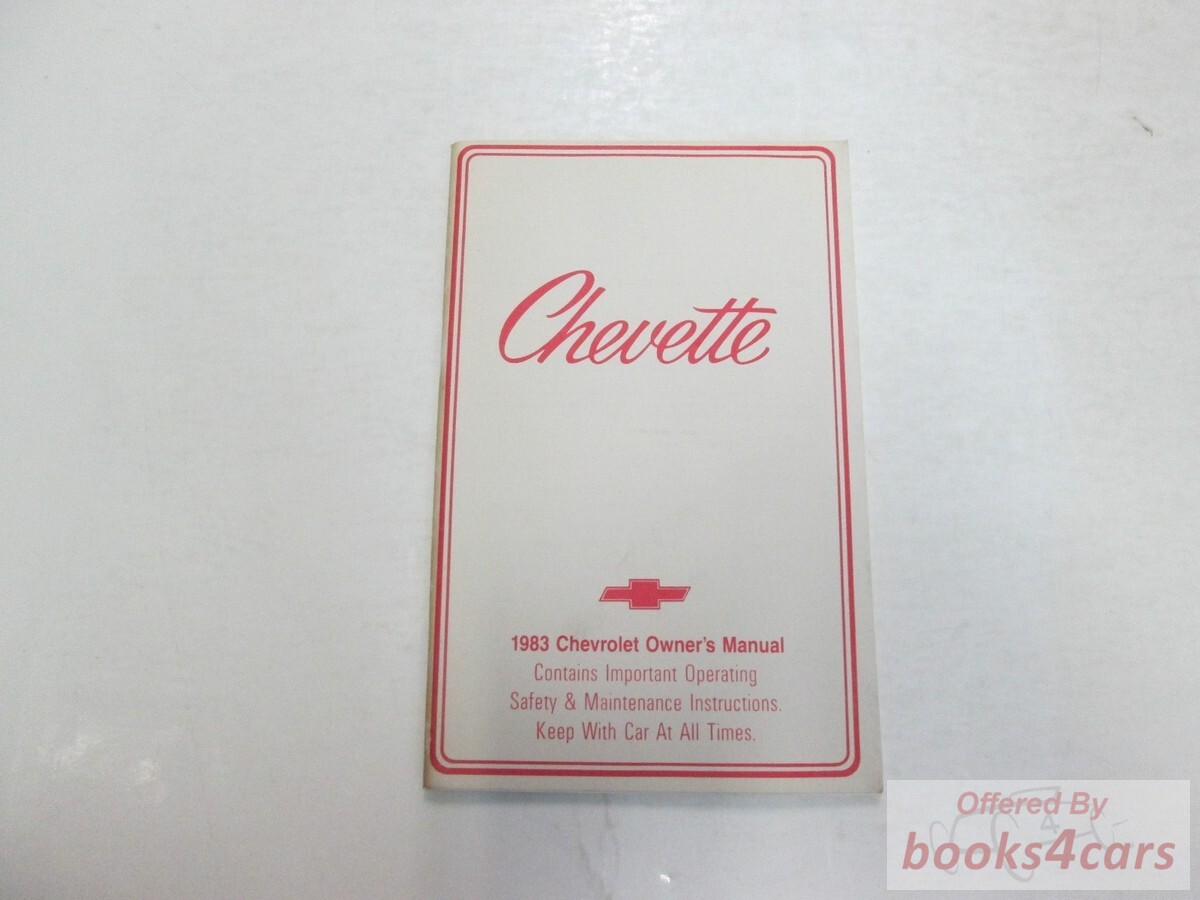 Chevette
1983 Chevrolet Owner's Manual
Contains Important Operating
Safety & Maintenance Instructions.
Keep With Car At All Times.
Offered By
books4cars